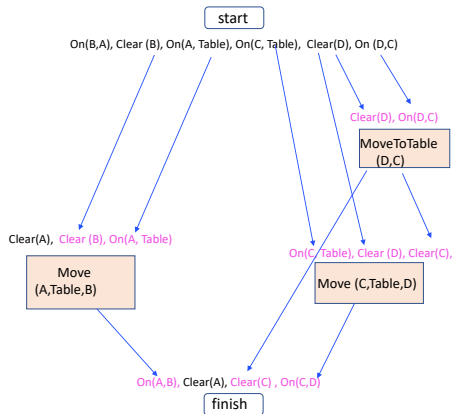 start
On(B,A), Clear (B), On(A, Table), On(C, Table), Clear(D), On (D,C)
Clear(D), On(D,C)
MoveToTable
(D,C)
Clear(A), Clear (B), On(A, Table)
On(C, Table), Clear (D), Clear(C),
Move
(A,Table,B)
Move (C,Table,D)
On(A,B), Clear(A), Clear(C) , On(C,D)
finish